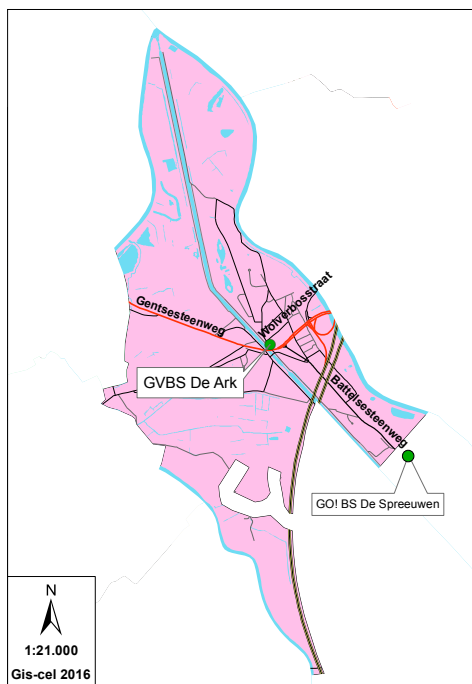 Wolverbosstraat
Gentsesteenweg
GVBS De Ark
Battelsesteenweg
GO! BS De Spreeuwen
N
1:21.000
Gis-cel 2016